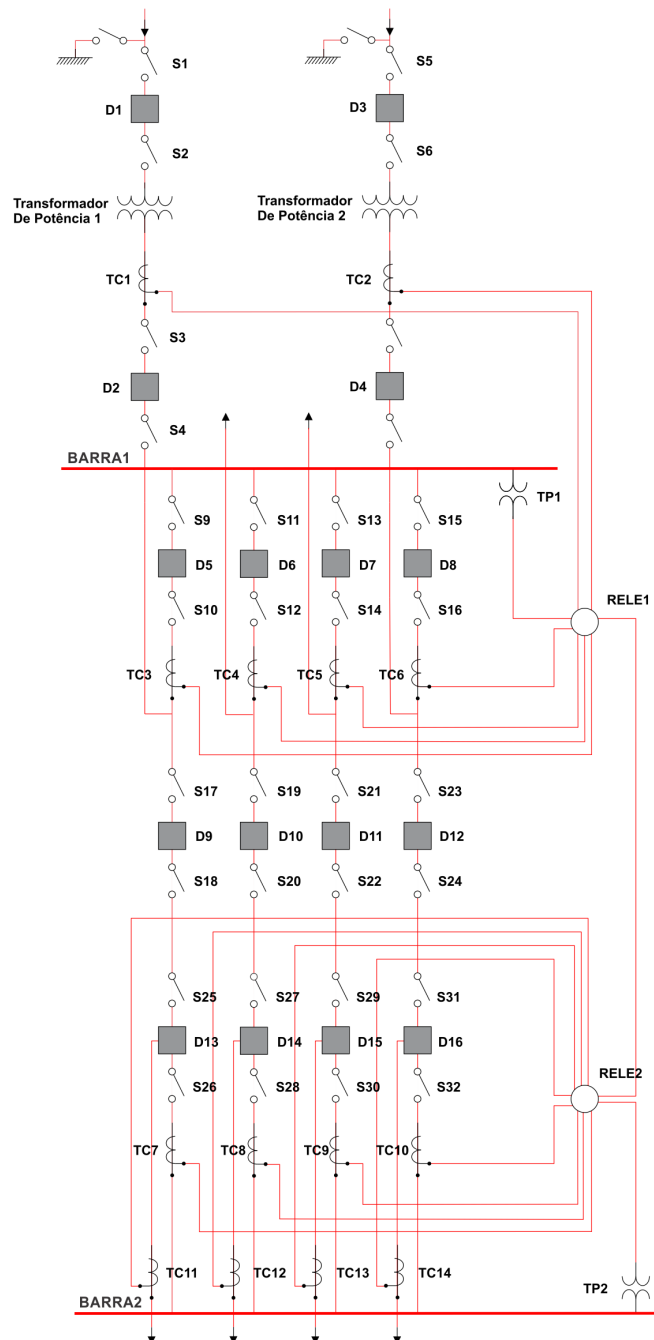 S1
S5
D1
D3
S2
S6
Transformador
De Potência 1
Transformador
De Potência 2
TC1
TC2
S3
D2
D4
S4
BARRA1
TP1
S9
S11
S13
S15
D5
D6
D7
D8
S10
S12
S14
S16
RELE1
TC3
TC4
TC5
TC6
S17
S19
S21
S23
D9
D10
D11
D12
S18
S20
S22
S24
S25
S27
S29
S31
D13
D14
D15
D16
S26
S28
S30
S32
RELE2
TC7
TC8
TC9
TC10
TC11
TC12
TC13
TC14
TP2
BARRA2